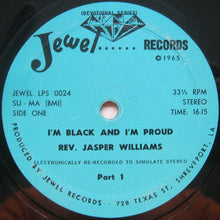 (DEVOTIONAL SERIES)
Jewel...... RECORDS
© 1965
JEWEL LPS 0024
SU - MA (BMI)
SIDE ONE
33⅓ RPM
STEREO
TIME: 16:15
I'M BLACK AND I'M PROUD
REV. JASPER WILLIAMS
ELECTRONICALLY RE-RECORDED TO SIMULATE STEREO
Part 1
PRODUCED BY JEWEL RECORDS - 728 TEXAS ST. SHREVEPORT, LA.